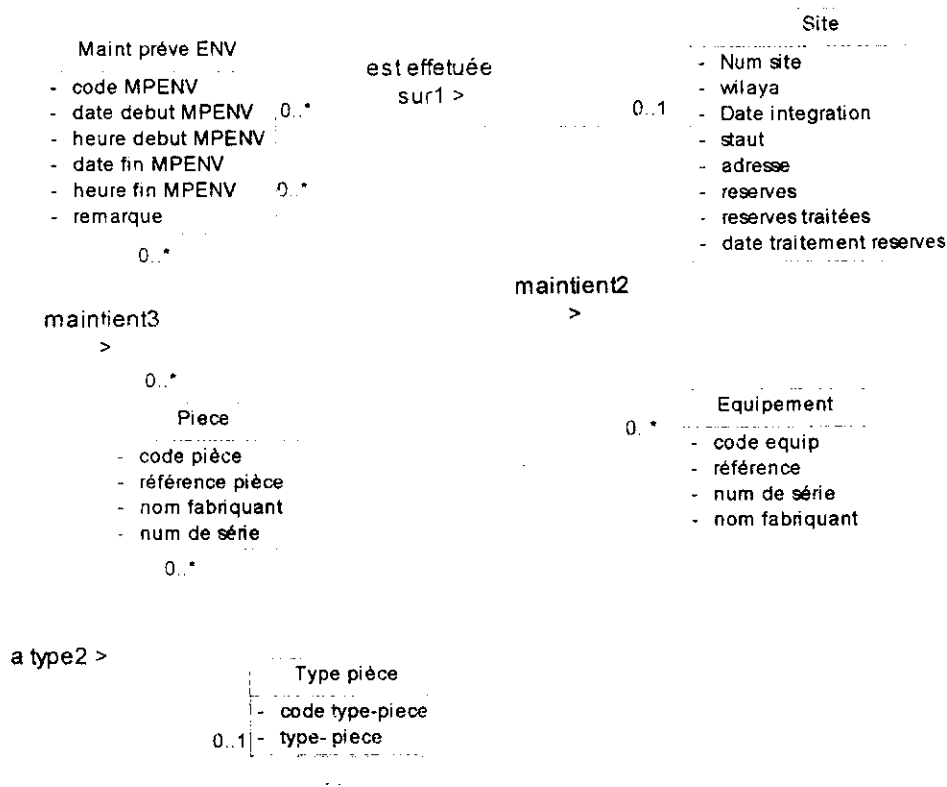 Site
Maint préve ENV
est effetuée
sur1 >
- Num site
- wilaya
- Date integration
- staut
- adresse
- reserves
- reserves traitées
- date traitement reserves
- code MPENV
- date debut MPENV
- heure debut MPENV
- date fin MPENV
- heure fin MPENV
- remarque
0..*
0..1
0..*
0..*
maintient2
>
maintient3
>
0..*
Piece
- code pièce
- référence pièce
- nom fabriquant
- num de série
0..*
0..*
Equipement
- code equip
- référence
- num de série
- nom fabriquant
a type2 >
Type pièce
- code type-piece
- type- piece
0..1